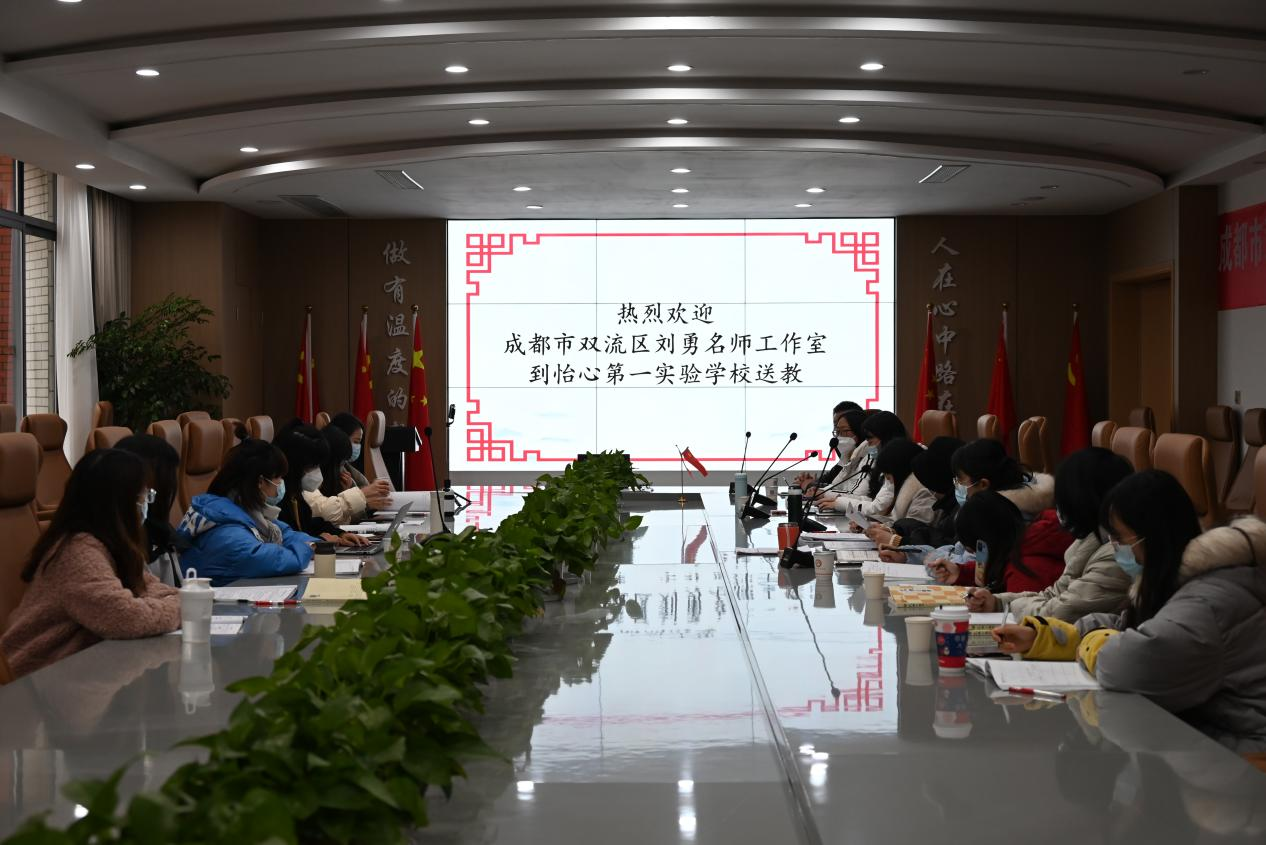 热烈欢迎
成都市双流区刘勇名师工作室
到怡心第一实验学校送教
做有温度的
人在心中路在
成都市